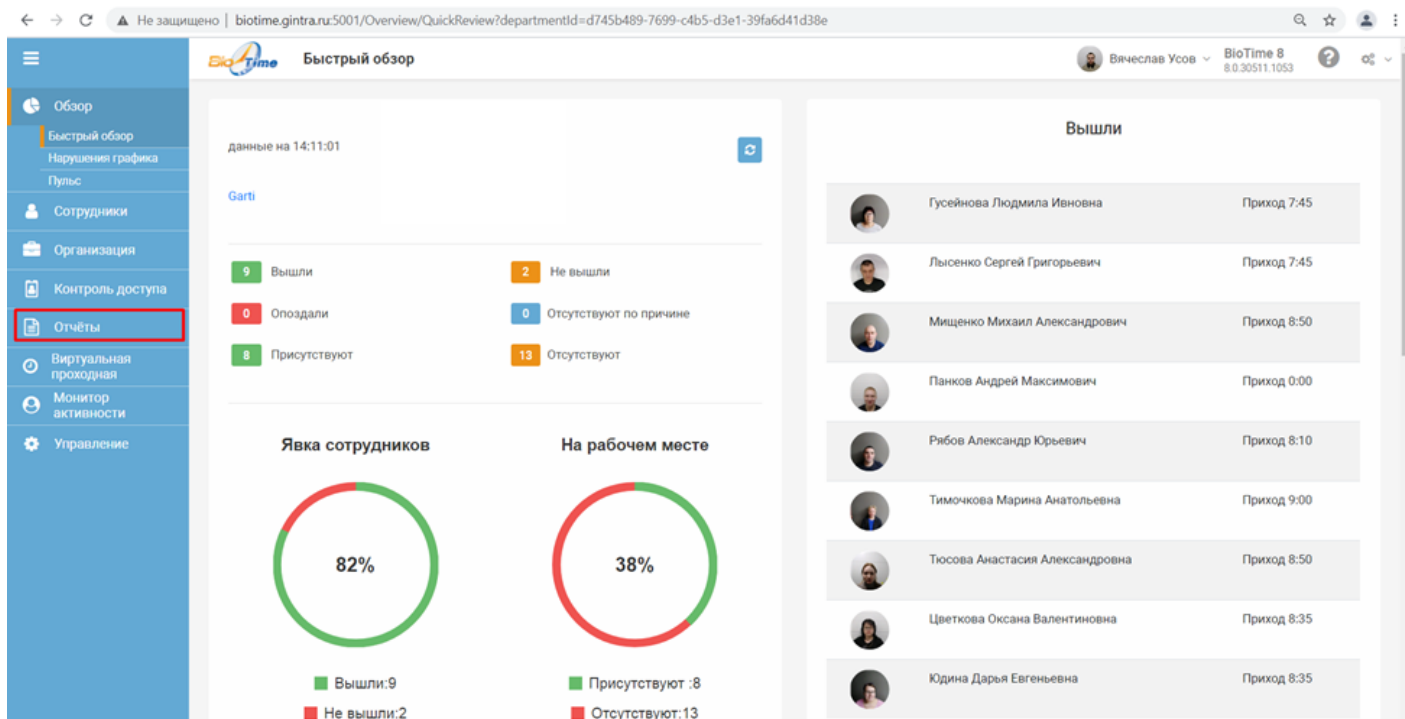 Не защищено | biotime.gintra.ru:5001/Overview/QuickReview?departmentId=d745b489-7699-c4b5-d3e1-39fa6d41d38e
Bio Time
Быстрый обзор
Вячеслав Усов
BioTime 8
8.0.30511.1053
?
Обзор
Быстрый обзор
Нарушения графика
Пульс
Сотрудники
Организация
Контроль доступа
Отчёты
Виртуальная
проходная
Монитор
активности
Управление
данные на 14:11:01
Garti
9 Вышли
2 Не вышли
0 Опоздали
0 Отсутствуют по причине
8 Присутствуют
13 Отсутствуют
Явка сотрудников
82%
Вышли:9
Не вышли:2
На рабочем месте
38%
Присутствуют :8
Отсутствуют:13
Вышли
Гусейнова Людмила Ивновна Приход 7:45
Лысенко Сергей Григорьевич Приход 7:45
Мищенко Михаил Александрович Приход 8:50
Панков Андрей Максимович Приход 0:00
Рябов Александр Юрьевич Приход 8:10
Тимочкова Марина Анатольевна Приход 9:00
Тюсова Анастасия Александровна Приход 8:50
Цветкова Оксана Валентиновна Приход 8:35
Юдина Дарья Евгеньевна Приход 8:35